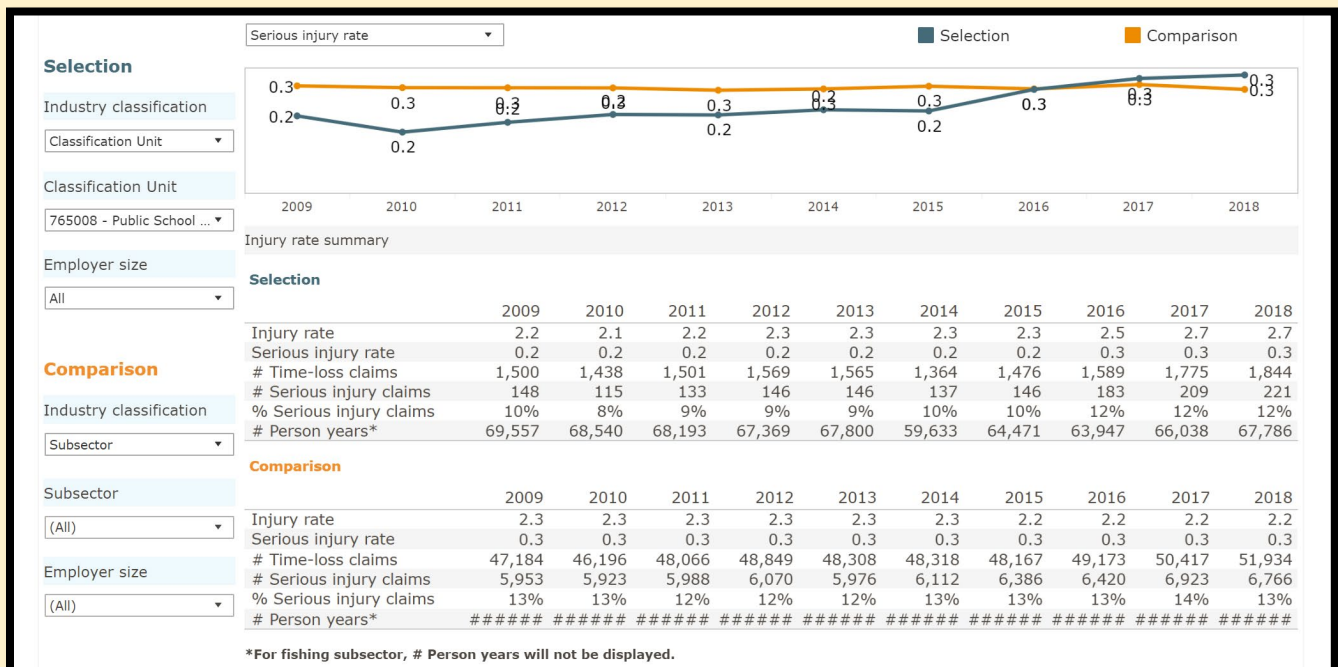 Serious injury rate
Selection Comparison
Selection
Industry classification
Classification Unit
Classification Unit
765008 - Public School ...
Employer size
All
Comparison
Industry classification
Subsector
Subsector
(All)
Employer size
(All)
0.3 0.3 0.3 0.3 0.3 0.3 0.3 0.3 0.3 0.3
0.2 0.2 0.2 0.2 0.2 0.2 0.2 0.3 0.3
2009 2010 2011 2012 2013 2014 2015 2016 2017 2018
Injury rate summary
Selection
2009 2010 2011 2012 2013 2014 2015 2016 2017 2018
Injury rate 2.2 2.1 2.2 2.3 2.3 2.3 2.3 2.5 2.7 2.7
Serious injury rate 0.2 0.2 0.2 0.2 0.2 0.2 0.2 0.3 0.3 0.3
# Time-loss claims 1,500 1,438 1,501 1,569 1,565 1,364 1,476 1,589 1,775 1,844
# Serious injury claims 148 115 133 146 146 137 146 183 209 221
% Serious injury claims 10% 8% 9% 9% 9% 10% 10% 12% 12% 12%
# Person years* 69,557 68,540 68,193 67,369 67,800 59,633 64,471 63,947 66,038 67,786
Comparison
2009 2010 2011 2012 2013 2014 2015 2016 2017 2018
Injury rate 2.3 2.3 2.3 2.3 2.3 2.3 2.2 2.2 2.2 2.2
Serious injury rate 0.3 0.3 0.3 0.3 0.3 0.3 0.3 0.3 0.3 0.3
# Time-loss claims 47,184 46,196 48,066 48,849 48,308 48,318 48,167 49,173 50,417 51,934
# Serious injury claims 5,953 5,923 5,988 6,070 5,976 6,112 6,386 6,420 6,923 6,766
% Serious injury claims 13% 13% 12% 12% 12% 13% 13% 13% 14% 13%
# Person years* ###### ###### ###### ###### ###### ###### ###### ###### ###### ######
*For fishing subsector, # Person years will not be displayed.